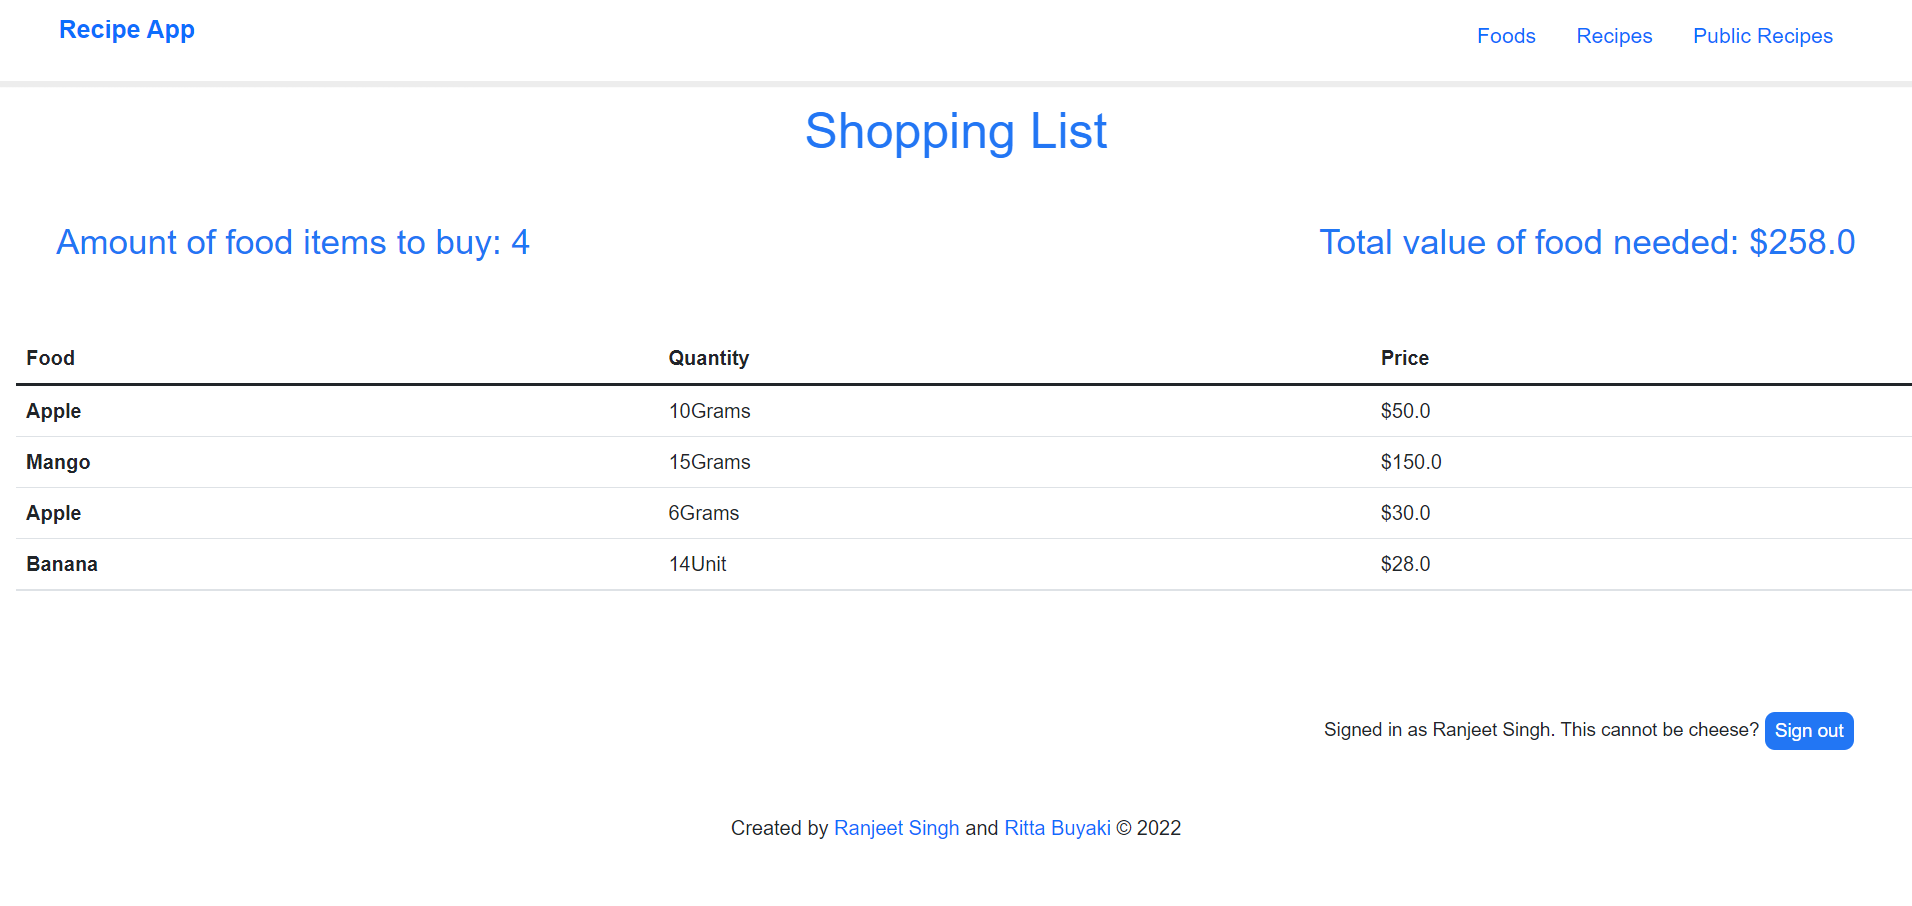 Recipe App
Foods Recipes Public Recipes
Shopping List
Amount of food items to buy: 4
Total value of food needed: $258.0
Food Quantity Price
Apple 10Grams $50.0
Mango 15Grams $150.0
Apple 6Grams $30.0
Banana 14Unit $28.0
Signed in as Ranjeet Singh. This cannot be cheese? Sign out
Created by Ranjeet Singh and Ritta Buyaki © 2022